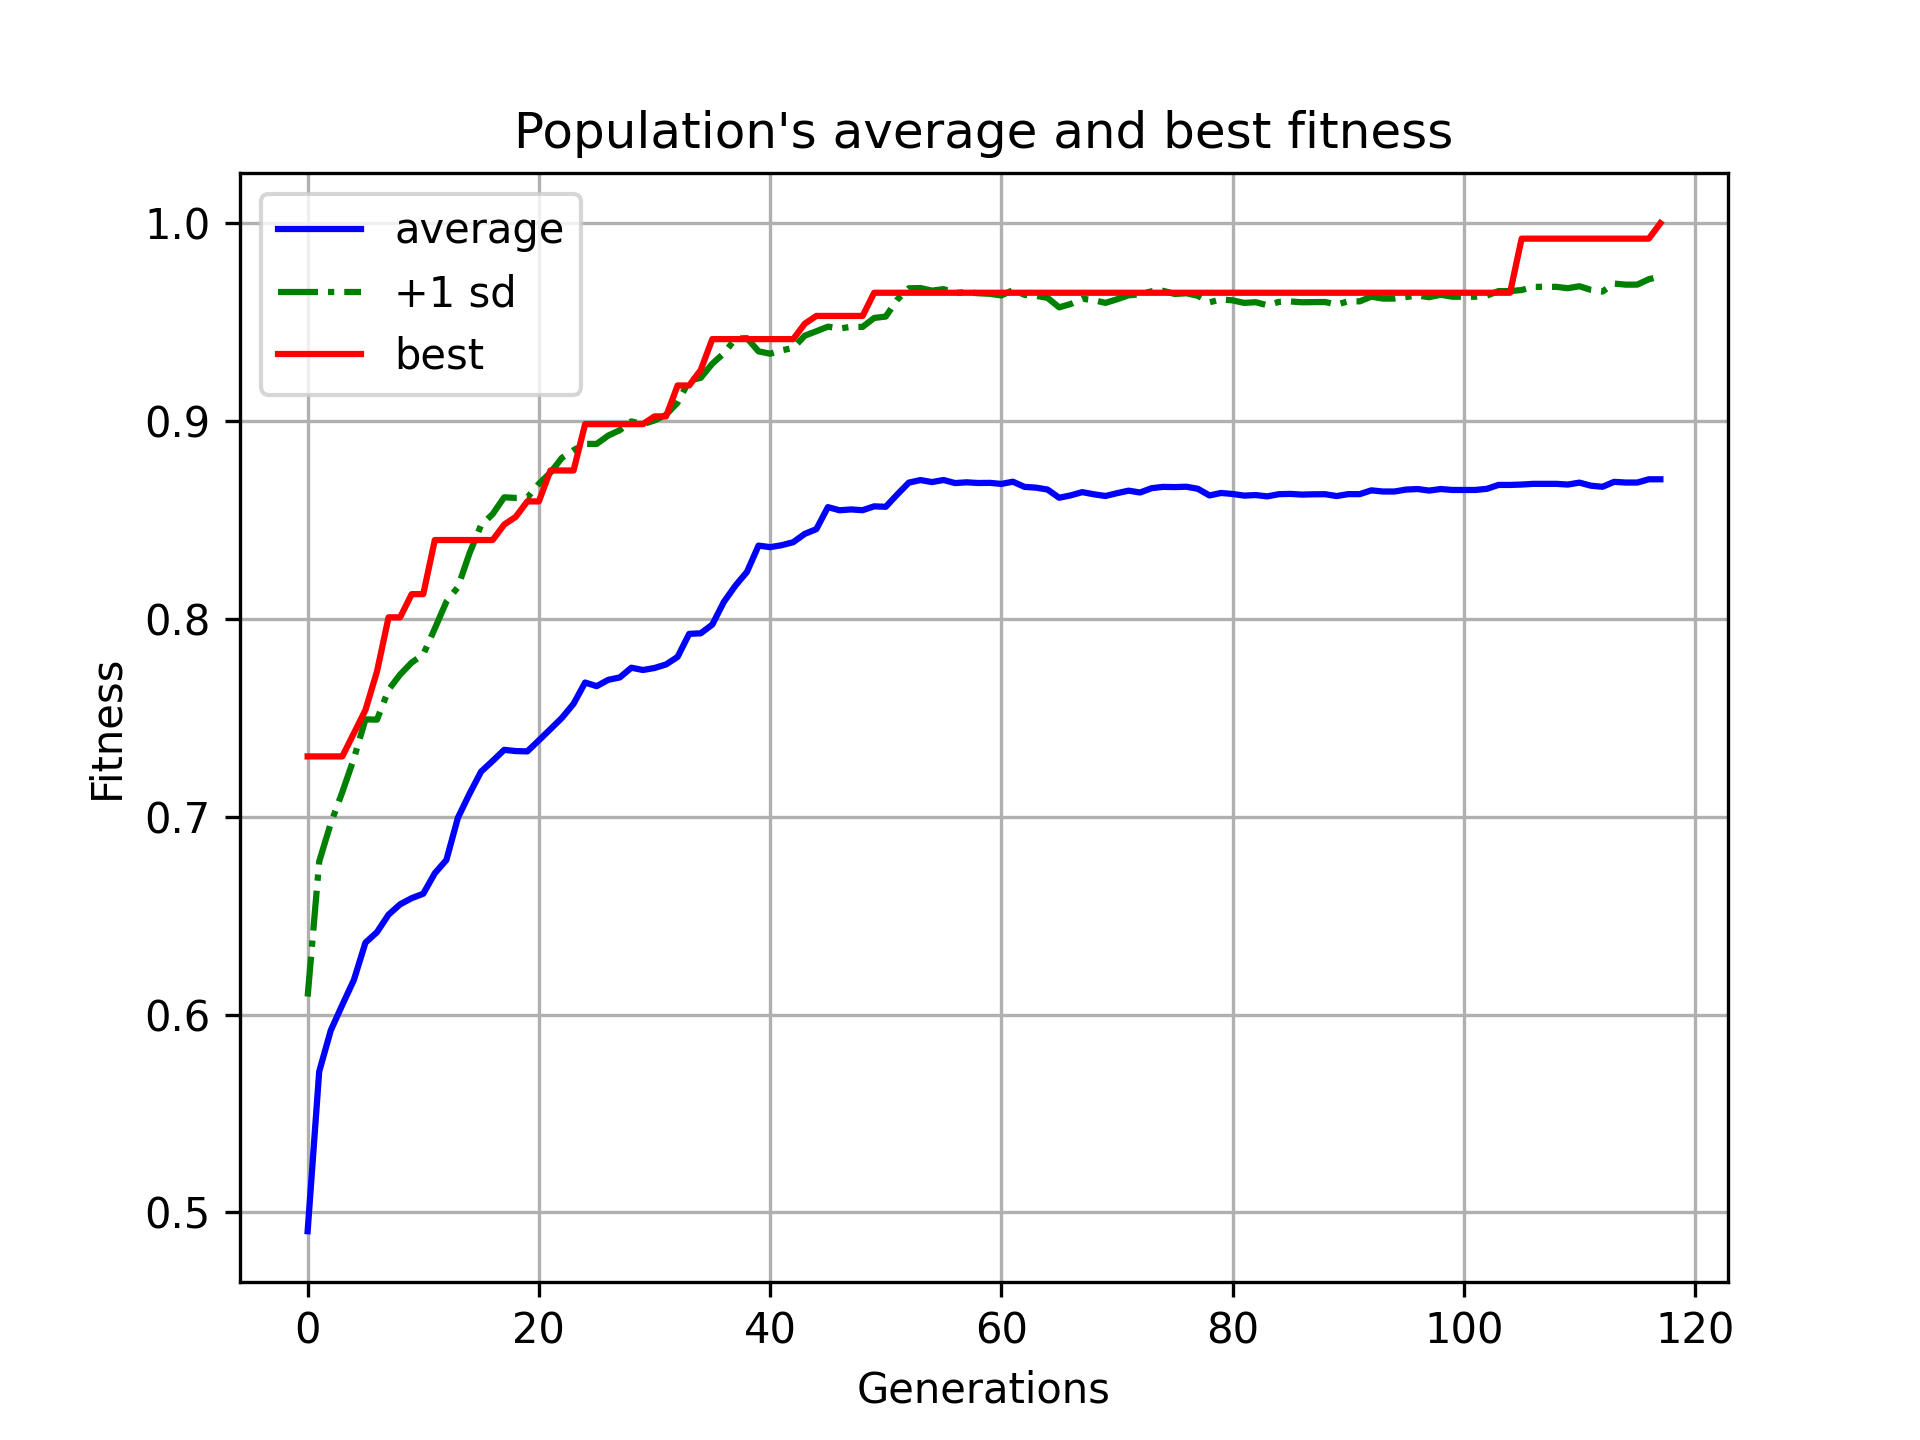 Population's average and best fitness
average
+1 sd
best
1.0
0.9
0.8
0.7
0.6
0.5
Fitness
0 20 40 60 80 100 120
Generations